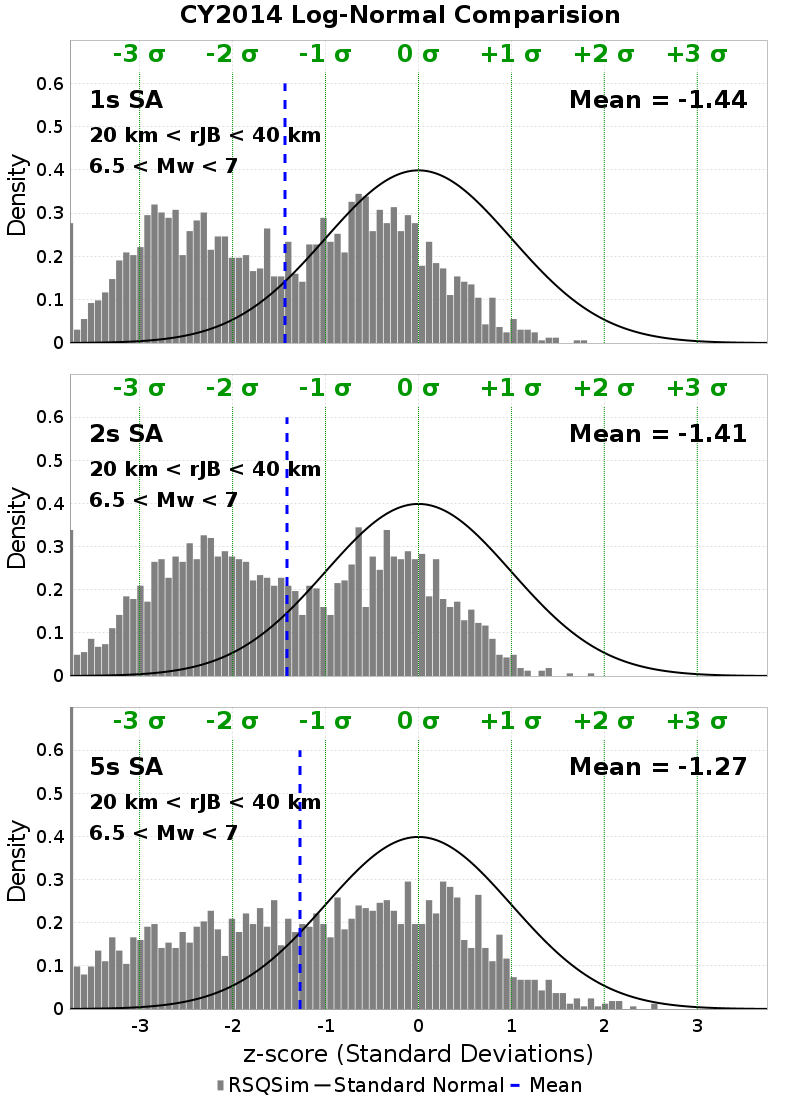 CY2014 Log-Normal Comparision
-3 σ -2 σ -1 σ 0 σ +1 σ +2 σ +3 σ
1s SA
Mean = -1.44
20 km < rJB < 40 km
6.5 < Mw < 7
Density
0.6
0.5
0.4
0.3
0.2
0.1
0
-3 σ -2 σ -1 σ 0 σ +1 σ +2 σ +3 σ
2s SA
Mean = -1.41
20 km < rJB < 40 km
6.5 < Mw < 7
Density
0.6
0.5
0.4
0.3
0.2
0.1
0
-3 σ -2 σ -1 σ 0 σ +1 σ +2 σ +3 σ
5s SA
Mean = -1.27
20 km < rJB < 40 km
6.5 < Mw < 7
Density
0.6
0.5
0.4
0.3
0.2
0.1
0
-3 -2 -1 0 1 2 3
z-score (Standard Deviations)
RSQSim Standard Normal Mean